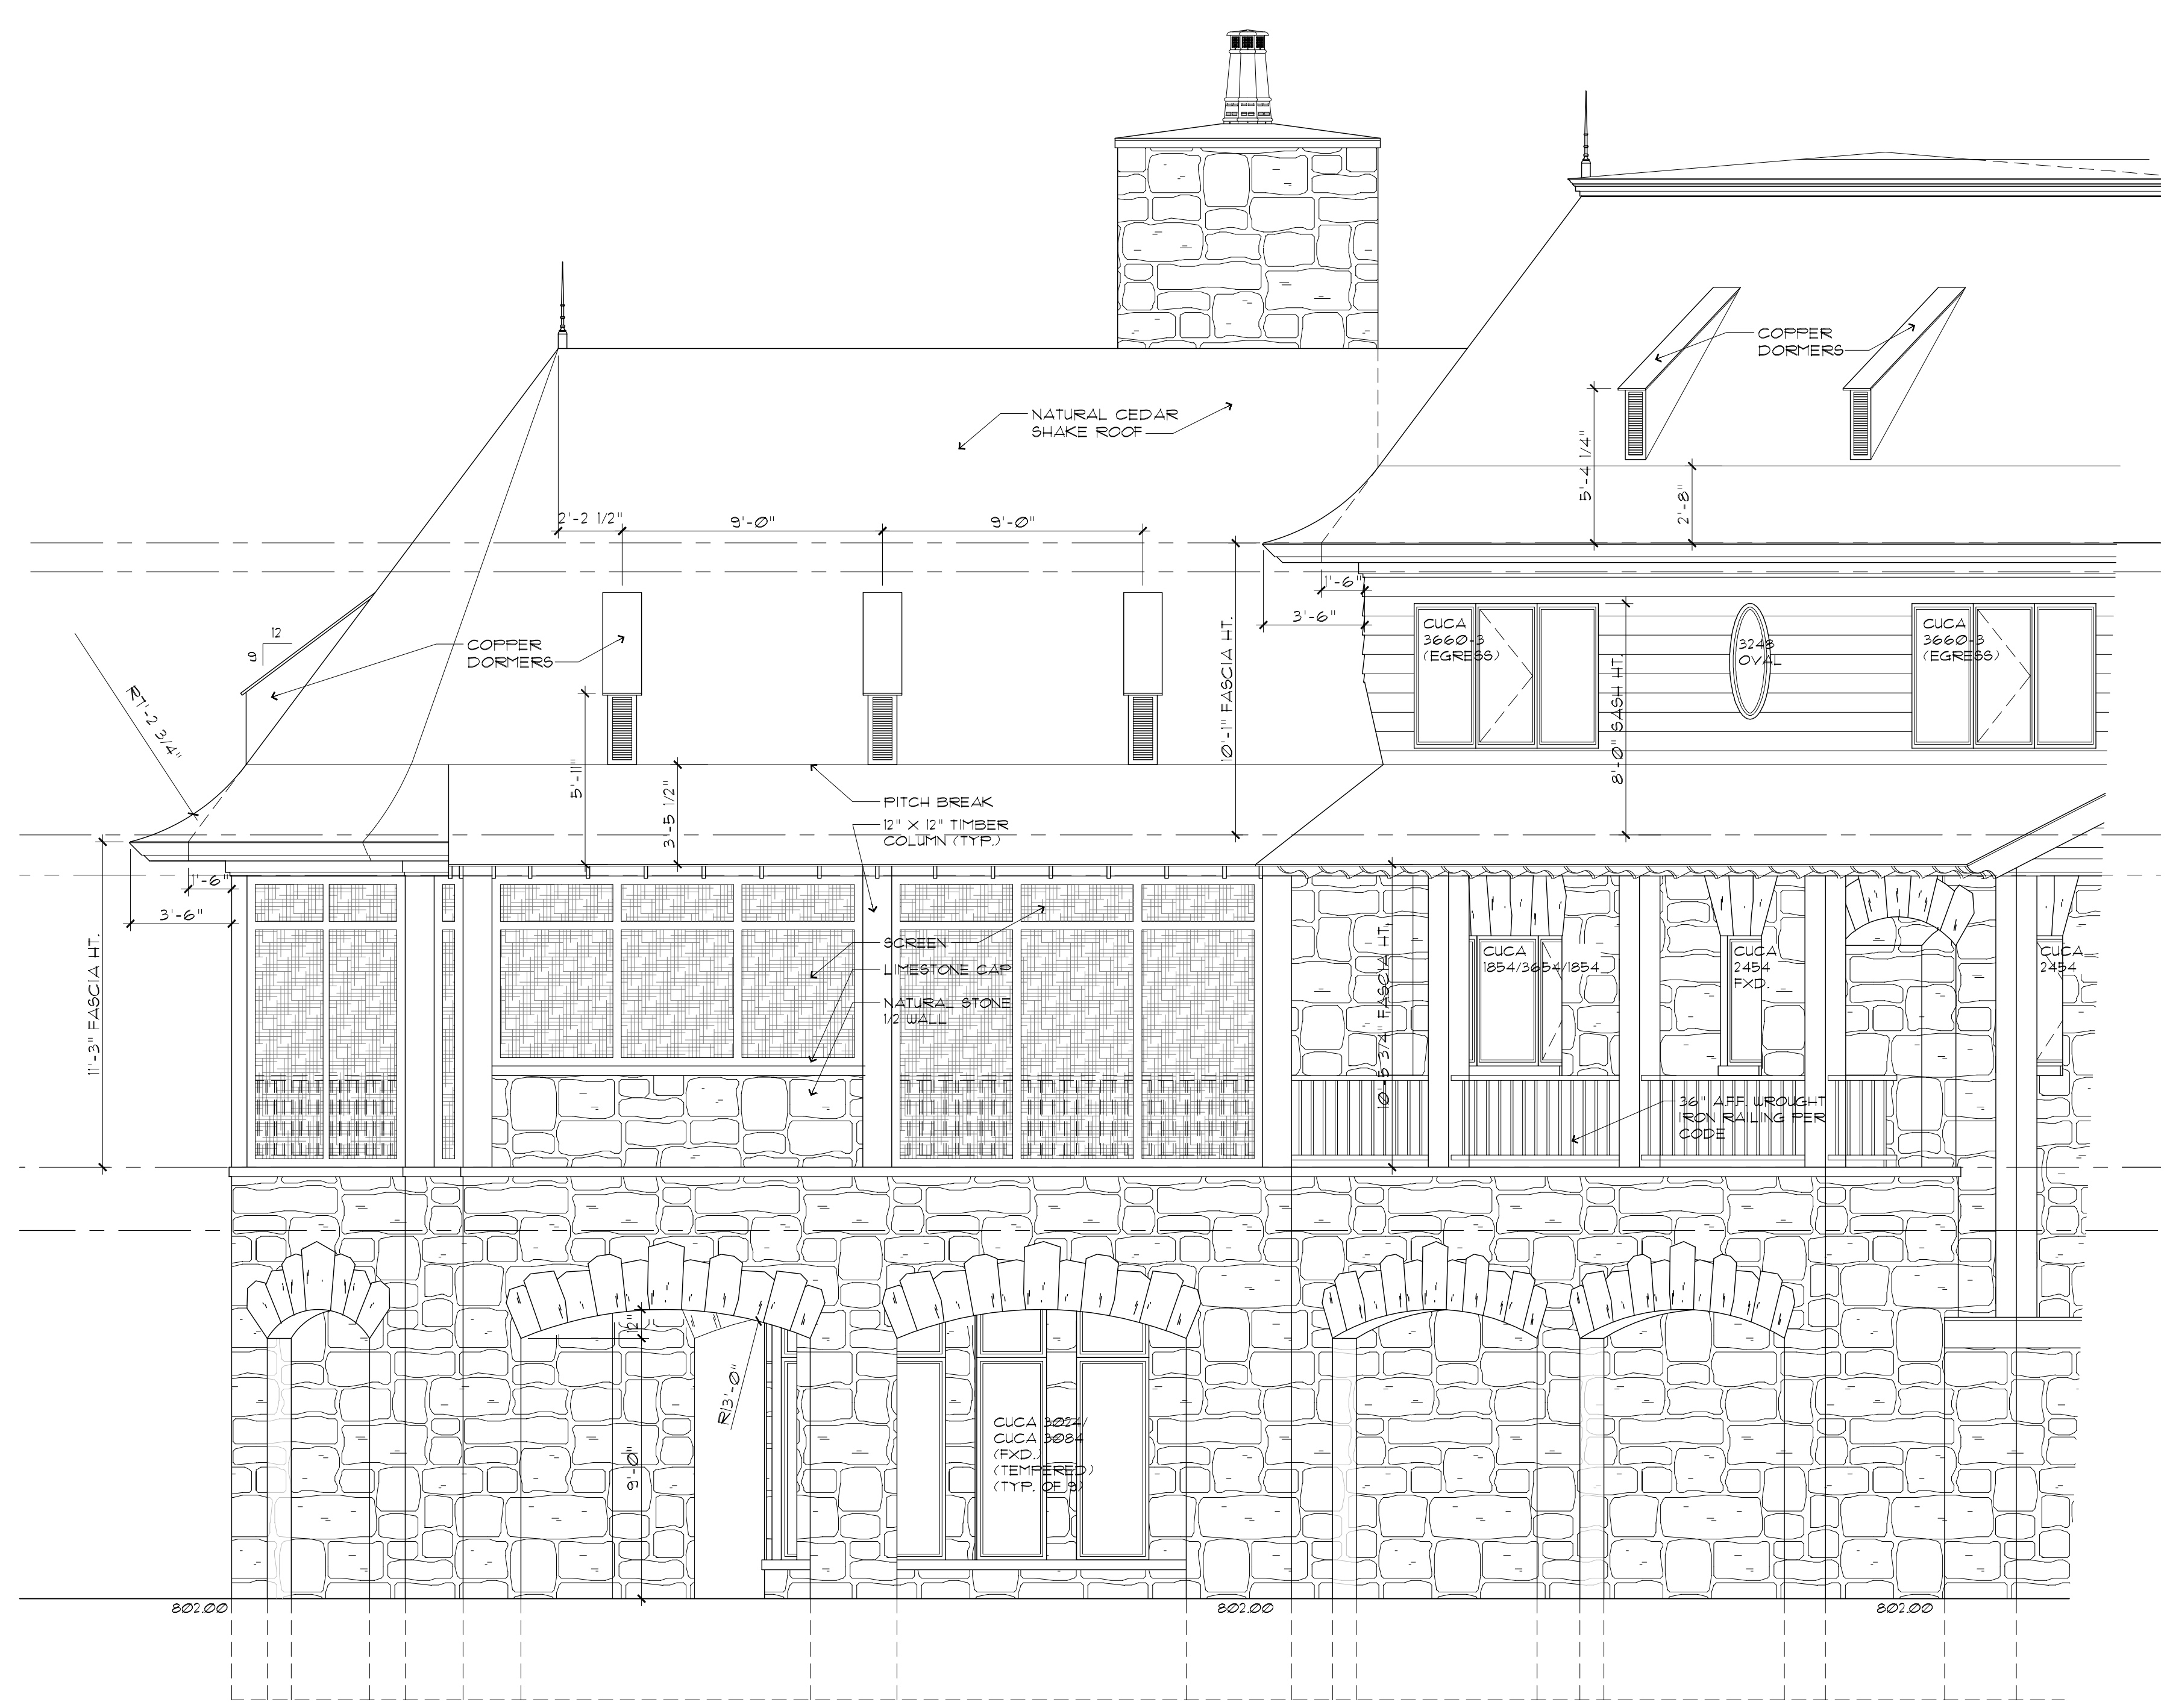 COPPER
DORMERS
5'-4 1/4"
2'-8"
NATURAL CEDAR
SHAKE ROOF
2'-2 1/2"
9'-0"
9'-0"
1'-6"
3'-6"
10'-1" FASCIA HT.
CUCA
3660-3
(EGRESS)
3248
OVAL
CUCA
3660-3
(EGRESS)
8'-0" SASH HT.
12
9
COPPER
DORMERS
R7'-2 3/4"
5'-11"
3'-5 1/2"
PITCH BREAK
12" X 12" TIMBER
COLUMN (TYP.)
1'-6"
3'-6"
11'-3" FASCIA HT.
SCREEN
LIMESTONE CAP
NATURAL STONE
1/2 WALL
10'-5 3/4" FASCIA HT.
CUCA
1854/3654/1854
CUCA
2454
FXD.
CUCA
2454
36" A.F.F. WROUGHT
IRON RAILING PER
CODE
12"
R13'-0"
9'-0"
CUCA 3024/
CUCA 3084
(FXD.)
(TEMPERED)
(TYP. OF 9)
802.00
802.00
802.00